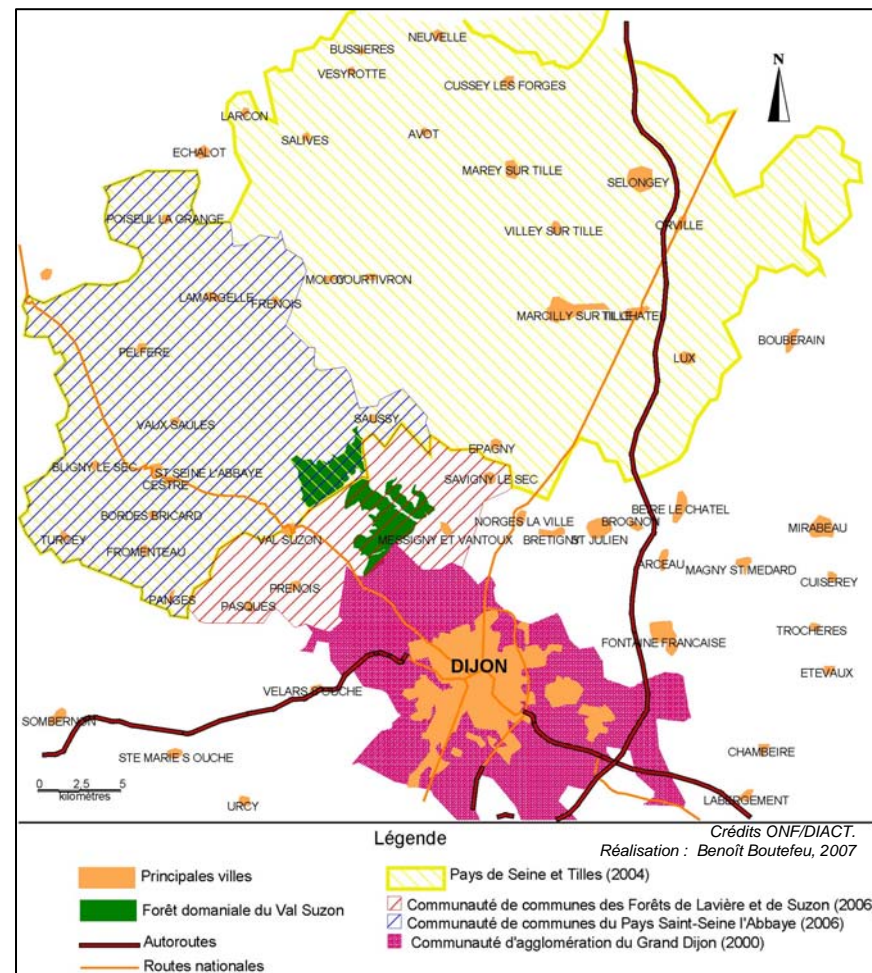 NEUVELLE
BUSSIERES
VESYROTTE
CUSSEY LES FORGES
LARCON
SALIVES
AVOT
N
ECHALOT
MAREY SUR TILLE
SELONGEY
POISEUL LA GRANGE
ORVILLE
VILLEY SUR TILLE
MOLOY
COURTIVRON
LAMARGELLE
FRENOIS
MARCILLY SUR TILLE
TIL CHATEL
BOUBERAIN
PELFERE
LUX
SAUSSY
VAUX SAULES
EPAGNY
BLIGNY LE SEC
ST SEINE L'ABBAYE
CESTRE
SAVIGNY LE SEC
BORDES BRICARD
NORGES LA VILLE
BEIRE LE CHATEL
TURCEY
VAL SUZON
MESSIGNY ET VANTOUX
BRETIGNY
ST JULIEN
BROGNON
MIRABEAU
FROMENTEAU
ARCEAU
MAGNY ST MEDARD
CUISEREY
PANGES
PRENOIS
PASQUES
FONTAINE FRANCAISE
TROCHERES
DIJON
ETEVAUX
VELARS S OUCHE
SOMBERNON
STE MARIE S OUCHE
CHAMBEIRE
0 2,5 5
kilomètres
URCY
LABERGEMENT
Légende
Crédits ONF/DIACT.
Réalisation : Benoît Boutefeu, 2007
Principales villes
Forêt domaniale du Val Suzon
Autoroutes
Routes nationales
Pays de Seine et Tilles (2004)
Communauté de communes des Forêts de Lavière et de Suzon (2006
Communauté de communes du Pays Saint-Seine l'Abbaye (2006)
Communauté d'agglomération du Grand Dijon (2000)